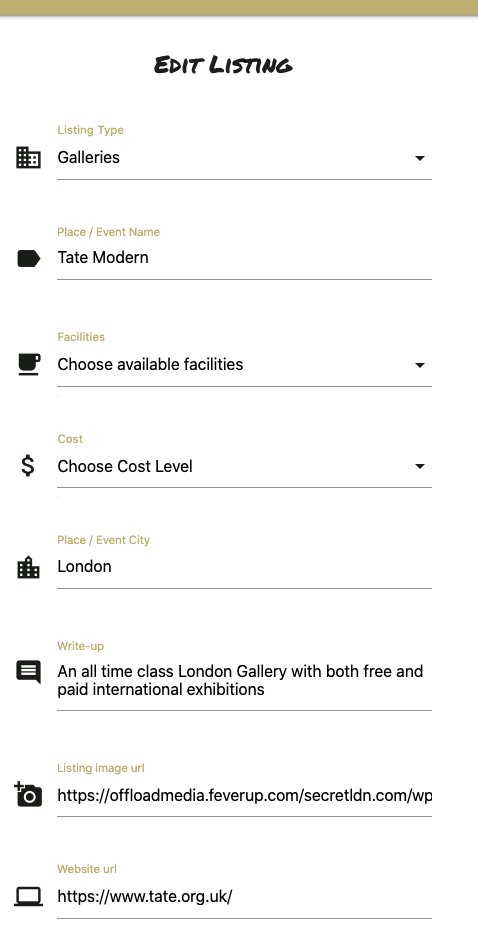 Edit Listing
Listing Type
Galleries
Place / Event Name
Tate Modern
Facilities
Choose available facilities
Cost
Choose Cost Level
Place / Event City
London
Write-up
An all time class London Gallery with both free and
paid international exhibitions
Listing image url
https://offloadmedia.feverup.com/secretldn.com/wp
Website url
https://www.tate.org.uk/